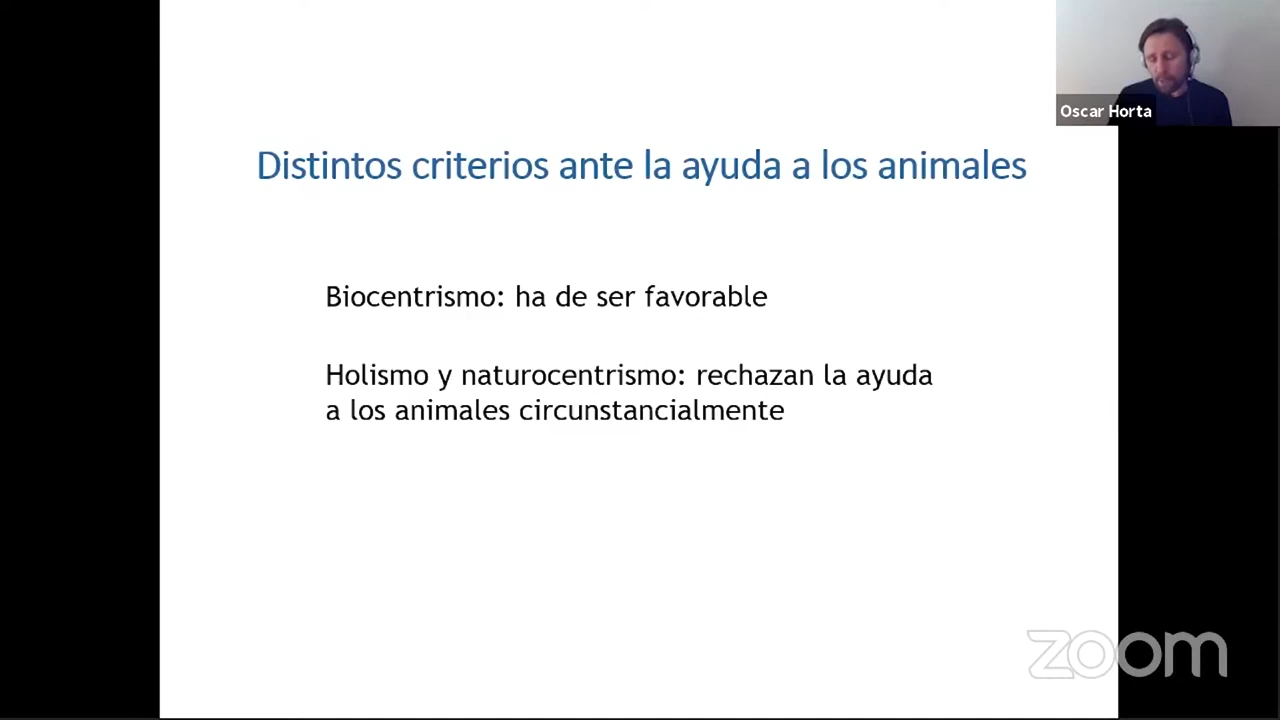 Oscar Horta
Distintos criterios ante la ayuda a los animales
Biocentrismo: ha de ser favorable
Holismo y naturocentrismo: rechazan la ayuda
a los animales circunstancialmente
zoom